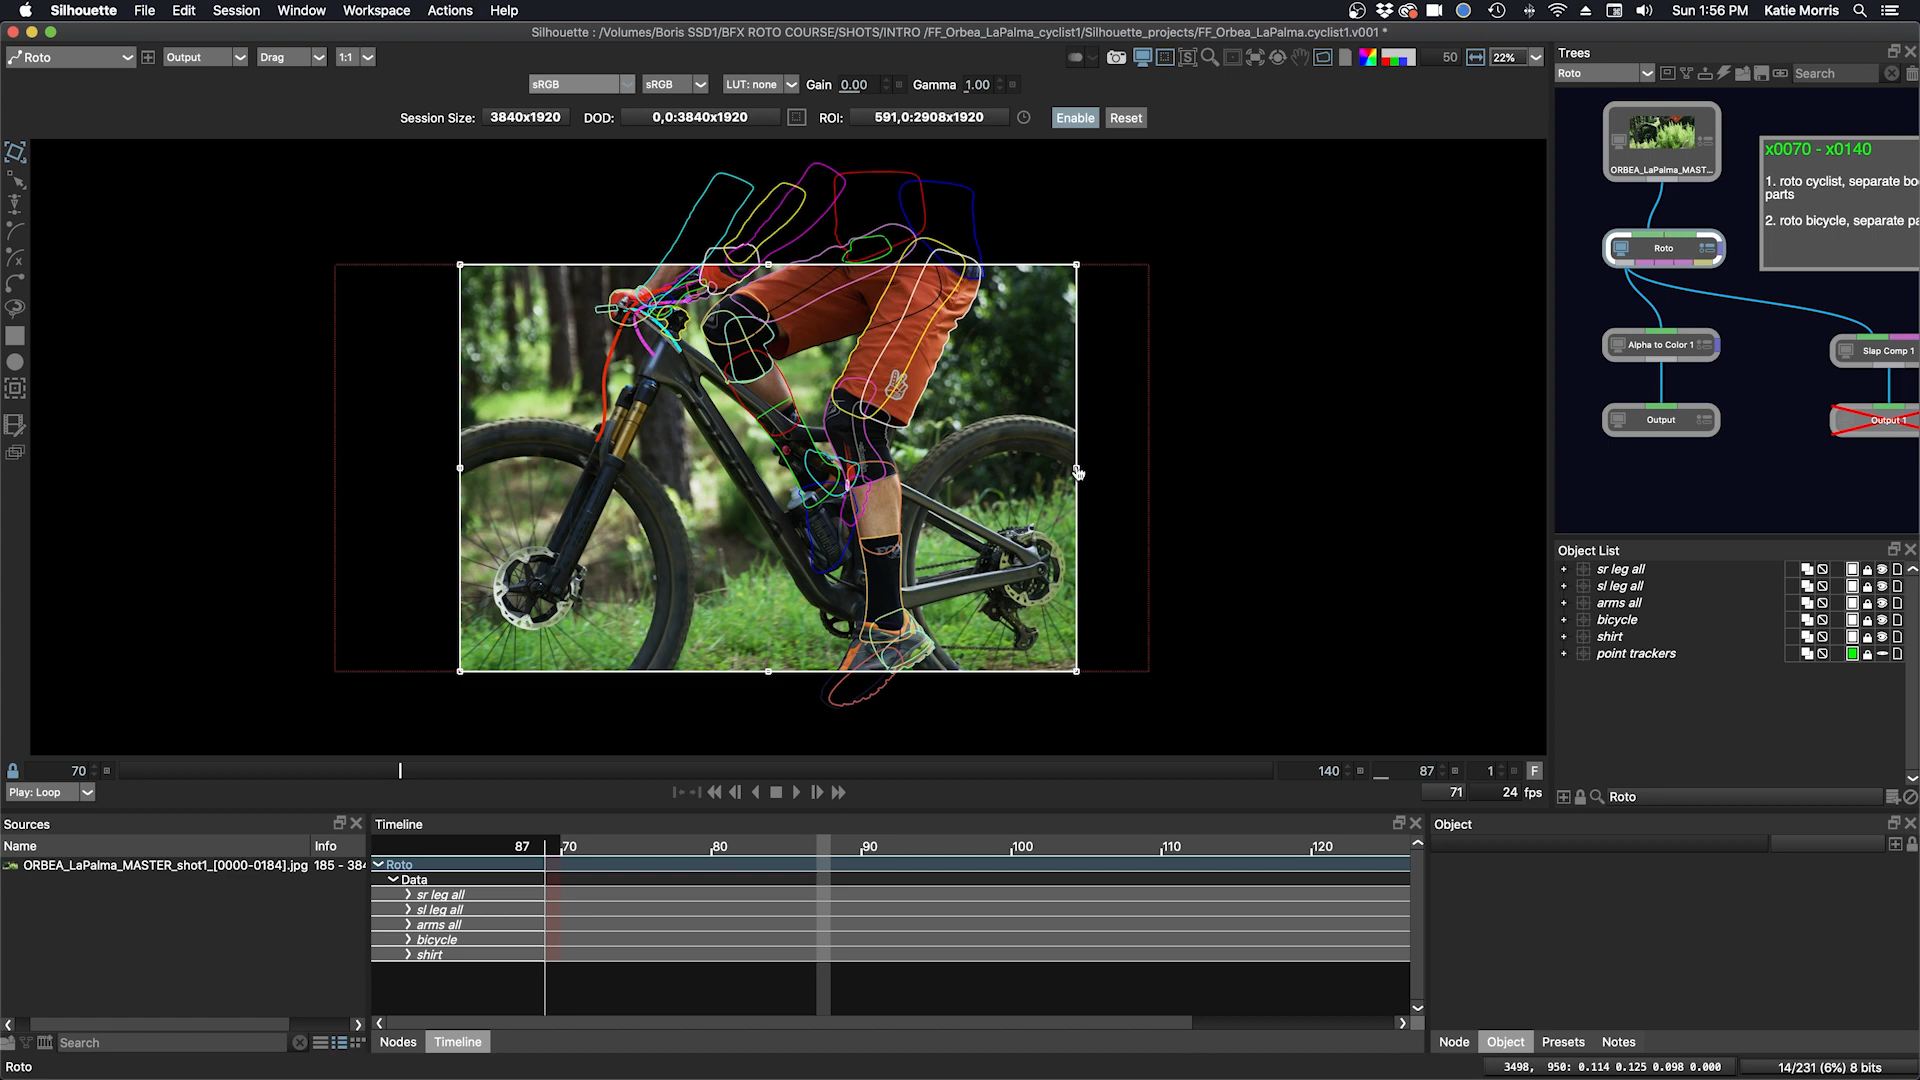 Silhouette File Edit Session Window Workspace Actions Help
Sun 1:56 PM Katie Morris
Silhouette : /Volumes/Boris SSD1/BFX ROTO COURSE/SHOTS/INTRO /FF_Orbea_LaPalma_cyclist1/Silhouette_projects/FF_Orbea_LaPalma.cyclist1.v001 *
Roto Output Drag 1:1
50 22%
sRGB sRGB LUT: none Gain 0.00 Gamma 1.00
Session Size: 3840x1920 DOD: 0,0:3840x1920 ROI: 591,0:2908x1920 Enable Reset
Trees
Roto Search
ORBEA_LaPalma_MAST...
x0070 - x0140
1. roto cyclist, separate bo
parts
2. roto bicycle, separate pa
Roto
Alpha to Color 1
Slap Comp 1
Output
Output 1
Object List
sr leg all
sl leg all
arms all
bicycle
shirt
point trackers
Roto
70 140 87 1 F
Play: Loop 71 24 fps
Sources
Name Info
ORBEA_LaPalma_MASTER_shot1_[0000-0184].jpg 185 - 384
Search
Timeline
87 70 80 90 100 110 120
Roto
Data
sr leg all
sl leg all
arms all
bicycle
shirt
Nodes Timeline
Object
Node Object Presets Notes
Roto
3498, 950: 0.114 0.125 0.098 0.000 14/231 (6%) 8 bits